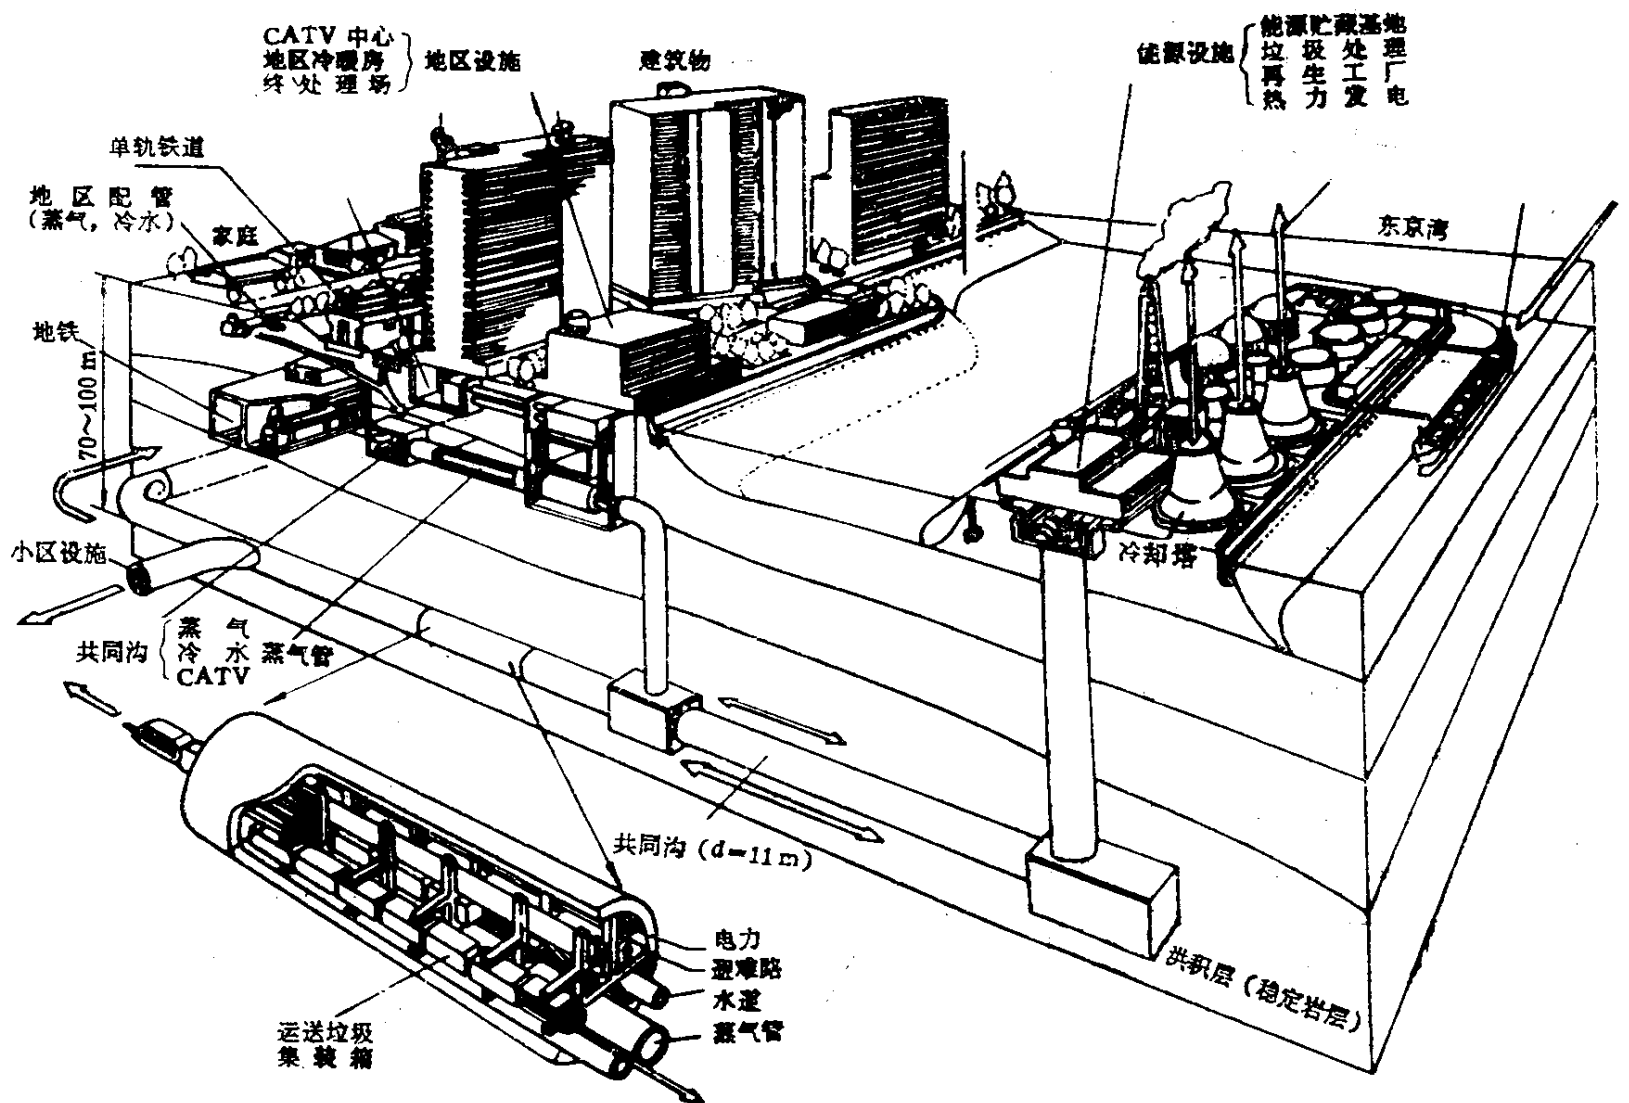 CATV 中心
地区冷暖房
终处理场
地区设施
建筑物
能源设施
能源贮藏基地
垃圾处理
再生工厂
热力发电
单轨铁道
地区配管
(蒸气，冷水)
家庭
东京湾
地铁
70～100 m
小区设施
冷却塔
共同沟
蒸气
冷水
CATV
蒸气管
共同沟 (d=11m)
电力
避难路
水道
蒸气管
洪积层 (稳定岩层)
运送垃圾
集装箱